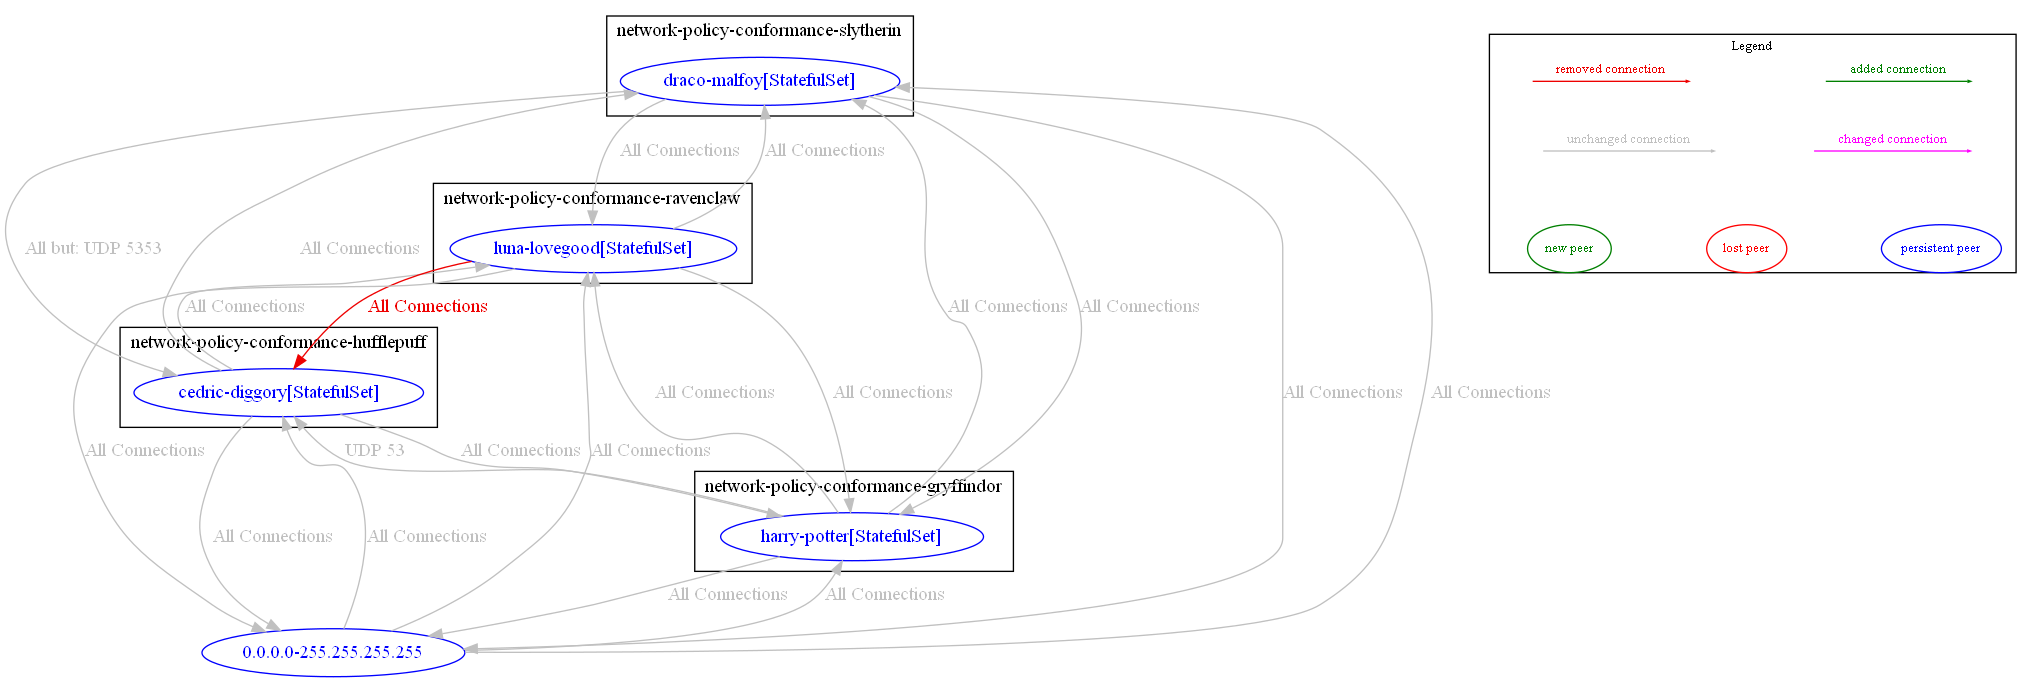 network-policy-conformance-slytherin
draco-malfoy[StatefulSet]
Legend
removed connection
added connection
unchanged connection
changed connection
new peer
lost peer
persistent peer
All Connections
All Connections
network-policy-conformance-ravenclaw
luna-lovegood[StatefulSet]
All but: UDP 5353
All Connections
All Connections
All Connections
All Connections
All Connections
network-policy-conformance-hufflepuff
cedric-diggory[StatefulSet]
All Connections
All Connections
All Connections
All Connections
All Connections
UDP 53
All Connections
All Connections
network-policy-conformance-gryffindor
harry-potter[StatefulSet]
All Connections
All Connections
All Connections
All Connections
0.0.0.0-255.255.255.255